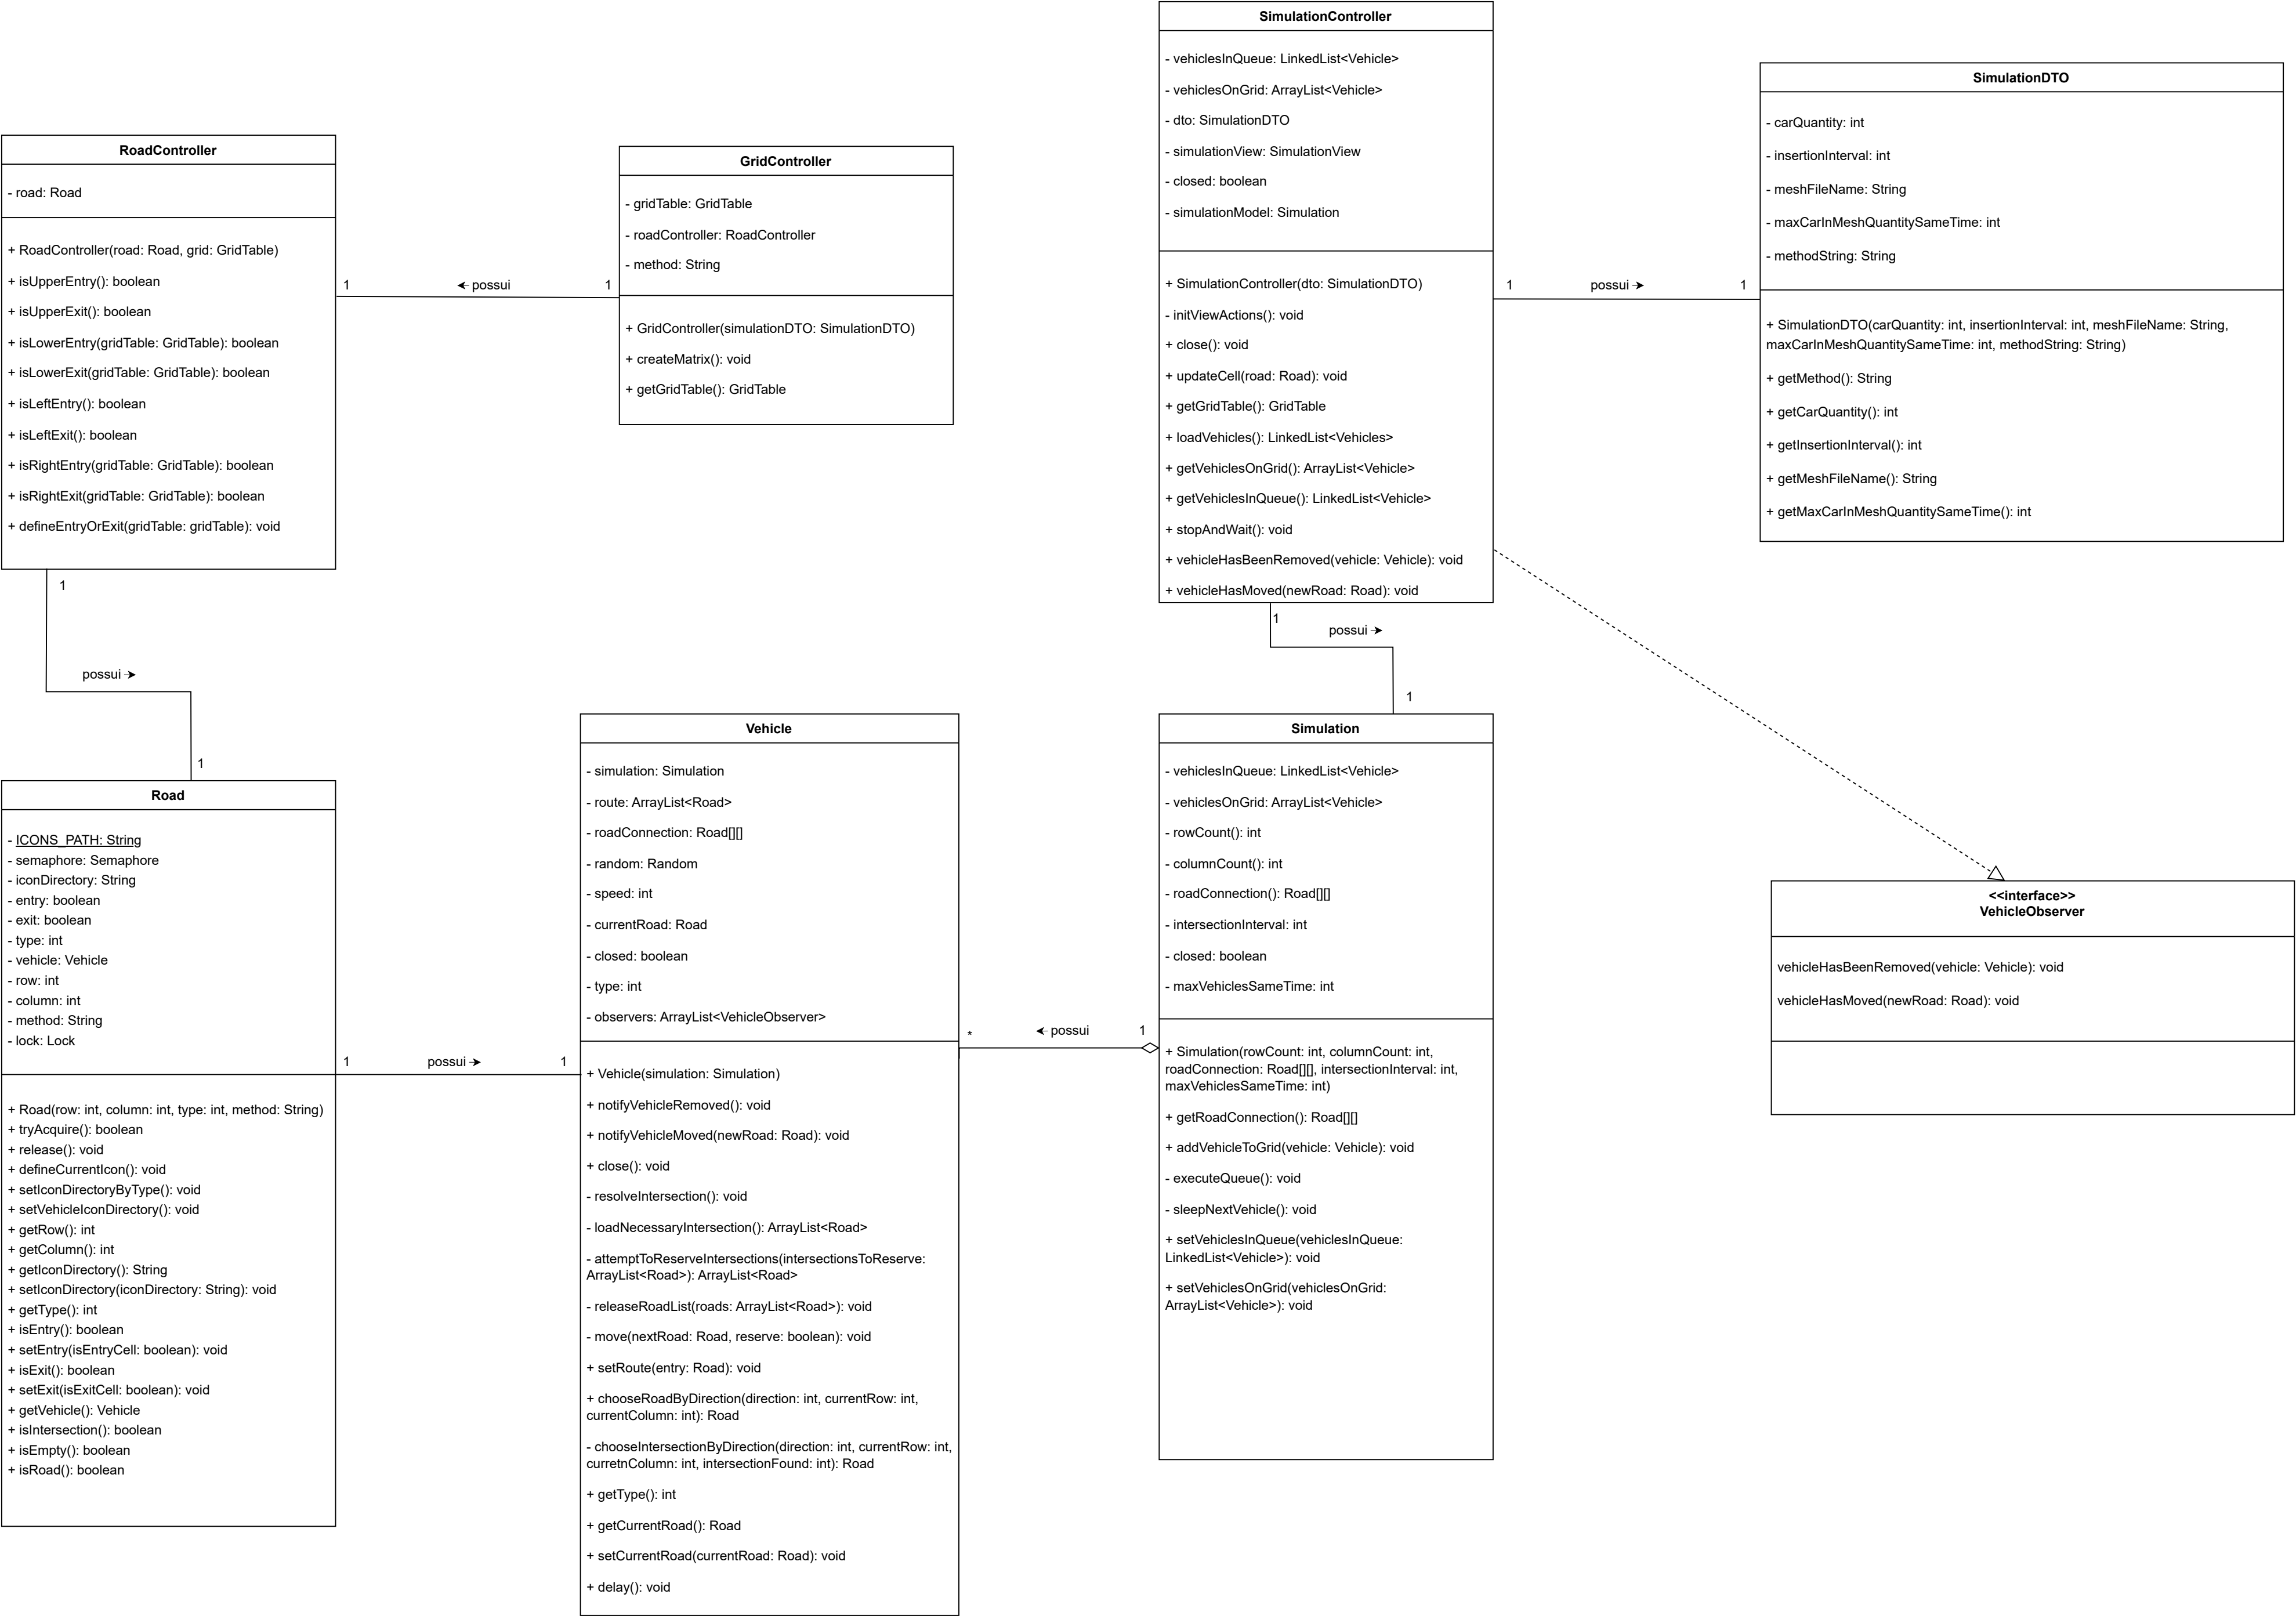 RoadController
- road: Road
+ RoadController(road: Road, grid: GridTable)
+ isUpperEntry(): boolean
+ isUpperExit(): boolean
+ isLowerEntry(gridTable: GridTable): boolean
+ isLowerExit(gridTable: GridTable): boolean
+ isLeftEntry(): boolean
+ isLeftExit(): boolean
+ isRightEntry(gridTable: GridTable): boolean
+ isRightExit(gridTable: GridTable): boolean
+ defineEntryOrExit(gridTable: gridTable): void
1
possui
1
GridController
- gridTable: GridTable
- roadController: RoadController
- method: String
+ GridController(simulationDTO: SimulationDTO)
+ createMatrix(): void
+ getGridTable(): GridTable
SimulationController
- vehiclesInQueue: LinkedList<Vehicle>
- vehiclesOnGrid: ArrayList<Vehicle>
- dto: SimulationDTO
- simulationView: SimulationView
- closed: boolean
- simulationModel: Simulation
+ SimulationController(dto: SimulationDTO)
- initViewActions(): void
+ close(): void
+ updateCell(road: Road): void
+ getGridTable(): GridTable
+ loadVehicles(): LinkedList<Vehicles>
+ getVehiclesOnGrid(): ArrayList<Vehicle>
+ getVehiclesInQueue(): LinkedList<Vehicle>
+ stopAndWait(): void
+ vehicleHasBeenRemoved(vehicle: Vehicle): void
+ vehicleHasMoved(newRoad: Road): void
1
possui
1
SimulationDTO
- carQuantity: int
- insertionInterval: int
- meshFileName: String
- maxCarInMeshQuantitySameTime: int
- methodString: String
+ SimulationDTO(carQuantity: int, insertionInterval: int, meshFileName: String,
maxCarInMeshQuantitySameTime: int, methodString: String)
+ getMethod(): String
+ getCarQuantity(): int
+ getInsertionInterval(): int
+ getMeshFileName(): String
+ getMaxCarInMeshQuantitySameTime(): int
1
possui
1
1
possui
1
Road
- ICONS_PATH: String
- semaphore: Semaphore
- iconDirectory: String
- entry: boolean
- exit: boolean
- type: int
- vehicle: Vehicle
- row: int
- column: int
- method: String
- lock: Lock
+ Road(row: int, column: int, type: int, method: String)
+ tryAcquire(): boolean
+ release(): void
+ defineCurrentIcon(): void
+ setIconDirectoryByType(): void
+ setVehicleIconDirectory(): void
+ getRow(): int
+ getColumn(): int
+ getIconDirectory(): String
+ setIconDirectory(iconDirectory: String): void
+ getType(): int
+ isEntry(): boolean
+ setEntry(isEntryCell: boolean): void
+ isExit(): boolean
+ setExit(isExitCell: boolean): void
+ getVehicle(): Vehicle
+ isIntersection(): boolean
+ isEmpty(): boolean
+ isRoad(): boolean
1
possui
1
Vehicle
- simulation: Simulation
- route: ArrayList<Road>
- roadConnection: Road[][]
- random: Random
- speed: int
- currentRoad: Road
- closed: boolean
- type: int
- observers: ArrayList<VehicleObserver>
+ Vehicle(simulation: Simulation)
+ notifyVehicleRemoved(): void
+ notifyVehicleMoved(newRoad: Road): void
+ close(): void
- resolveIntersection(): void
- loadNecessaryIntersection(): ArrayList<Road>
- attemptToReserveIntersections(intersectionsToReserve:
ArrayList<Road>): ArrayList<Road>
- releaseRoadList(roads: ArrayList<Road>): void
- move(nextRoad: Road, reserve: boolean): void
+ setRoute(entry: Road): void
+ chooseRoadByDirection(direction: int, currentRow: int,
currentColumn: int): Road
- chooseIntersectionByDirection(direction: int, currentRow: int,
curretnColumn: int, intersectionFound: int): Road
+ getType(): int
+ getCurrentRoad(): Road
+ setCurrentRoad(currentRoad: Road): void
+ delay(): void
*
possui
1
Simulation
- vehiclesInQueue: LinkedList<Vehicle>
- vehiclesOnGrid: ArrayList<Vehicle>
- rowCount(): int
- columnCount(): int
- roadConnection(): Road[][]
- intersectionInterval: int
- closed: boolean
- maxVehiclesSameTime: int
+ Simulation(rowCount: int, columnCount: int,
roadConnection: Road[][], intersectionInterval: int,
maxVehiclesSameTime: int)
+ getRoadConnection(): Road[][]
+ addVehicleToGrid(vehicle: Vehicle): void
- executeQueue(): void
- sleepNextVehicle(): void
+ setVehiclesInQueue(vehiclesInQueue:
LinkedList<Vehicle>): void
+ setVehiclesOnGrid(vehiclesOnGrid:
ArrayList<Vehicle>): void
<<interface>>
VehicleObserver
vehicleHasBeenRemoved(vehicle: Vehicle): void
vehicleHasMoved(newRoad: Road): void